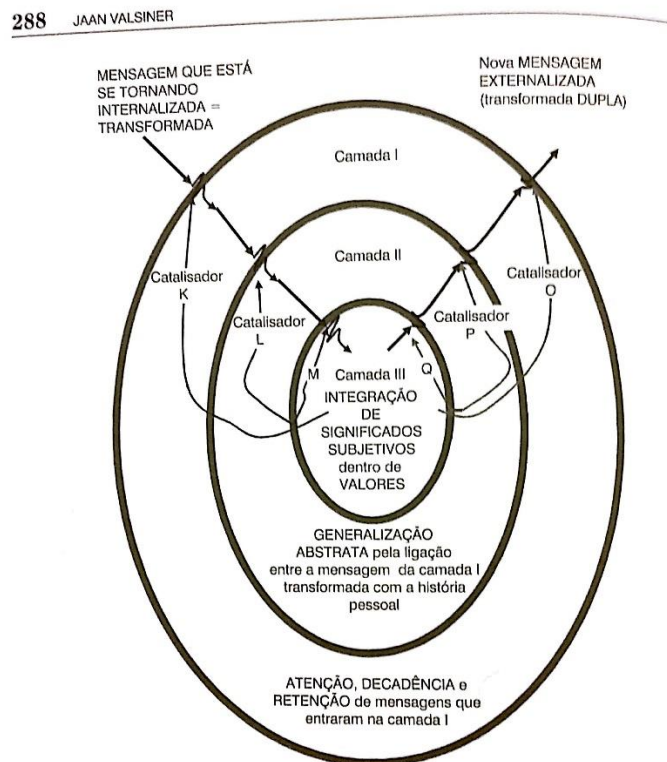 288 JAAN VALSINER
MENSAGEM QUE ESTÁ
SE TORNANDO
INTERNALIZADA =
TRANSFORMADA
Nova MENSAGEM
EXTERNALIZADA
(transformada DUPLA)
Camada I
Camada II
Catalisador
K
Catalisador
L
M
Camada III
Q
Catalisador
P
Catalisador
O
INTEGRAÇÃO
DE
SIGNIFICADOS
SUBJETIVOS
dentro de
VALORES
GENERALIZAÇÃO
ABSTRATA pela ligação
entre a mensagem da camada I
transformada com a história
pessoal
ATENÇÃO, DECADÊNCIA e
RETENÇÃO de mensagens que
entraram na camada I